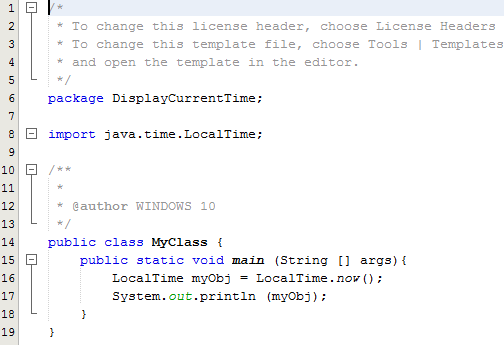 1 /*
2 * To change this license header, choose License Headers
3 * To change this template file, choose Tools | Templates
4 * and open the template in the editor.
5 */
6 package DisplayCurrentTime;
7
8 import java.time.LocalTime;
9
10 /**
11 *
12 * @author WINDOWS 10
13 */
14 public class MyClass {
15 public static void main (String [] args){
16 LocalTime myObj = LocalTime.now();
17 System.out.println (myObj);
18 }
19 }